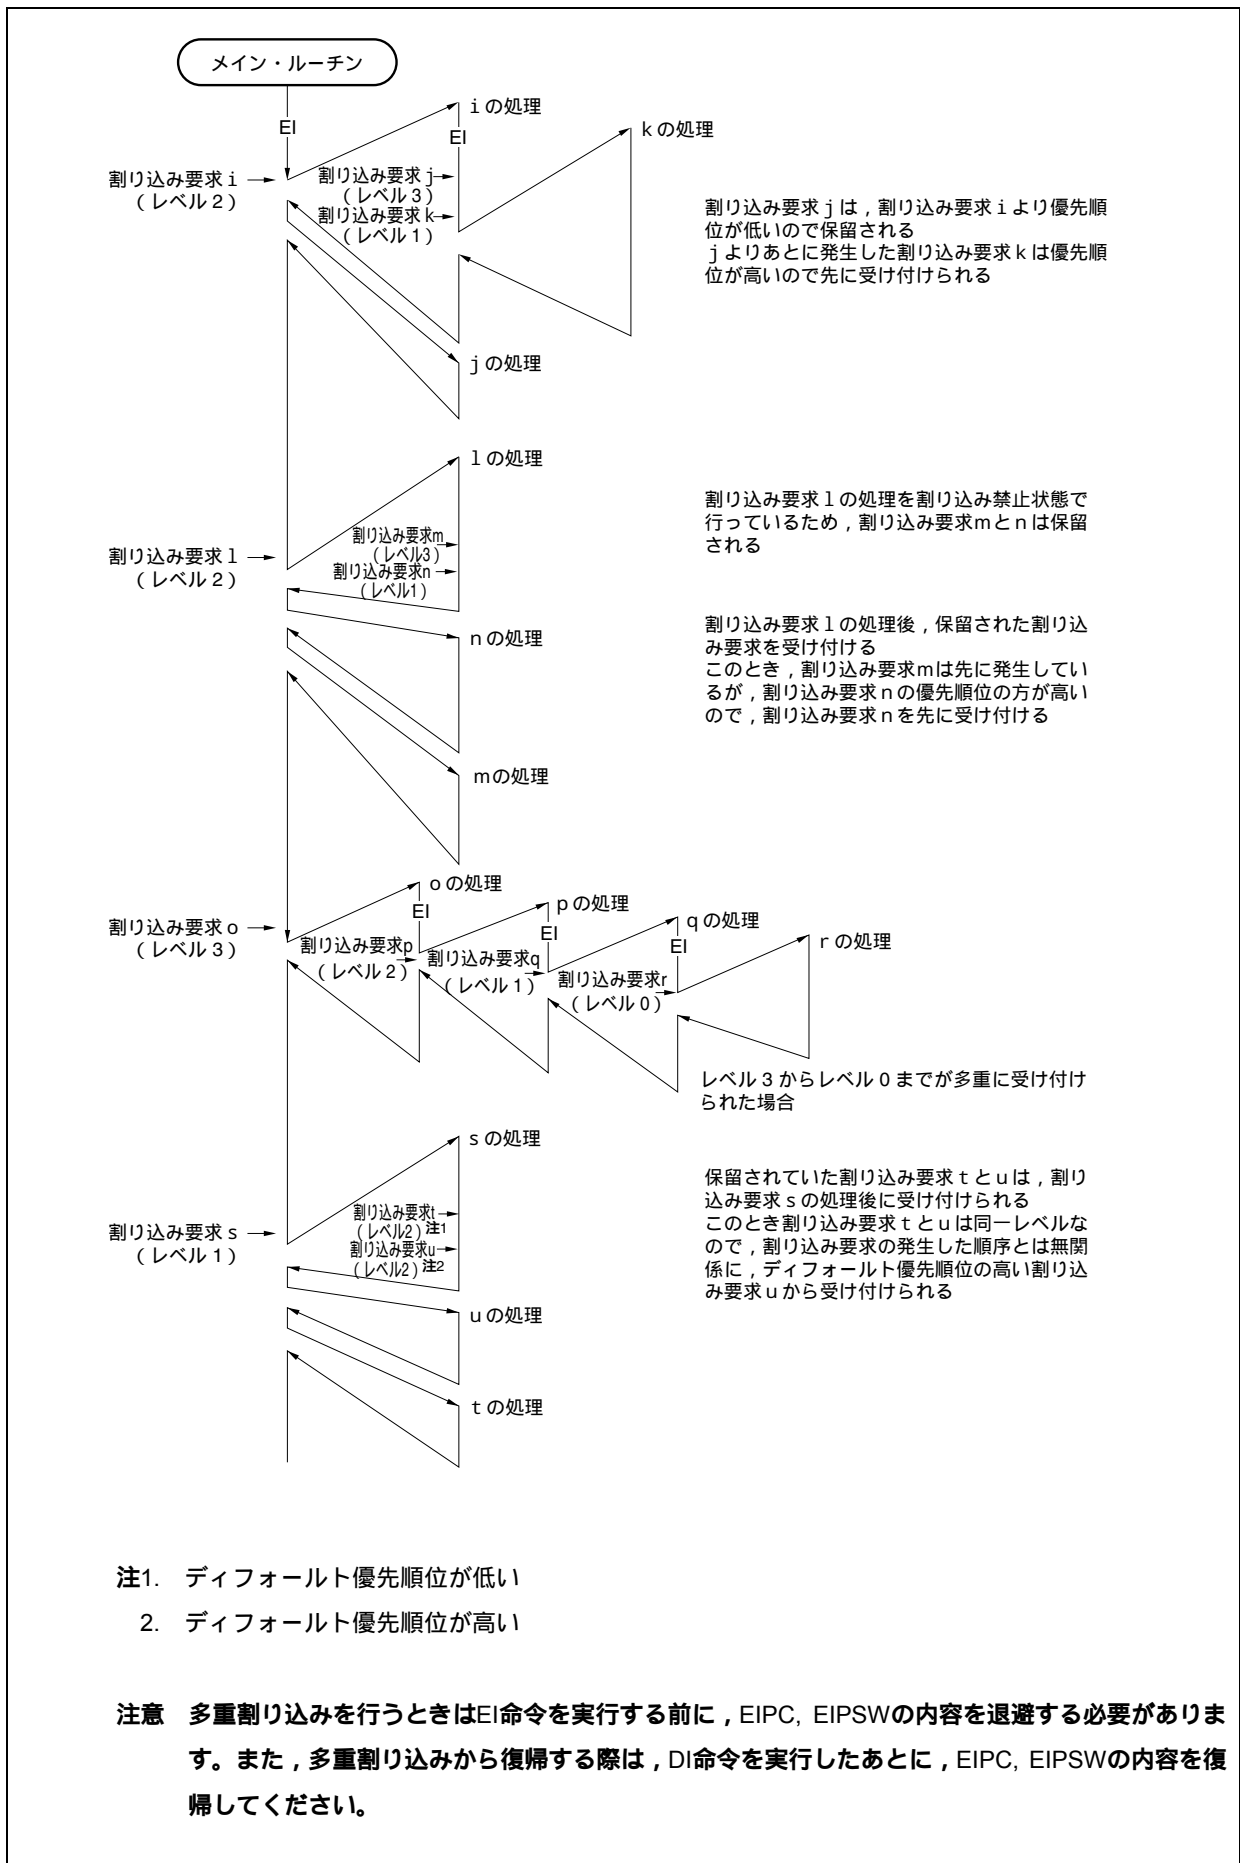 メイン・ルーチン
EI
割り込み要求ｉ
（レベル２）
ｉの処理
EI
割り込み要求ｊ
（レベル３）
割り込み要求ｋ
（レベル１）
ｋの処理
割り込み要求ｊは，割り込み要求ｉより優先順
位が低いので保留される
ｊよりあとに発生した割り込み要求ｋは優先順
位が高いので先に受け付けられる
ｊの処理
ｌの処理
割り込み要求ｌ
（レベル２）
割り込み要求m
（レベル3）
割り込み要求n
（レベル1）
割り込み要求ｌの処理を割り込み禁止状態で
行っているため，割り込み要求ｍとｎは保留
される
ｎの処理
割り込み要求ｌの処理後，保留された割り込
み要求を受け付ける
このとき，割り込み要求ｍは先に発生してい
るが，割り込み要求ｎの優先順位の方が高い
ので，割り込み要求ｎを先に受け付ける
ｍの処理
割り込み要求ｏ
（レベル３）
ｏの処理
EI
割り込み要求p
（レベル２）
ｐの処理
EI
割り込み要求q
（レベル１）
ｑの処理
EI
割り込み要求r
（レベル０）
ｒの処理
レベル３からレベル０までが多重に受け付け
られた場合
ｓの処理
割り込み要求ｓ
（レベル１）
割り込み要求t
（レベル2）注1
割り込み要求u
（レベル2）注2
保留されていた割り込み要求ｔとｕは，割り
込み要求ｓの処理後に受け付けられる
このとき割り込み要求ｔとｕは同一レベルな
ので，割り込み要求の発生した順序とは無関
係に，ディフォールト優先順位の高い割り込
み要求ｕから受け付けられる
ｕの処理
ｔの処理
注1. ディフォールト優先順位が低い
2. ディフォールト優先順位が高い
注意 多重割り込みを行うときはEI命令を実行する前に，EIPC, EIPSWの内容を退避する必要がありま
す。また，多重割り込みから復帰する際は，DI命令を実行したあとに，EIPC, EIPSWの内容を復
帰してください。